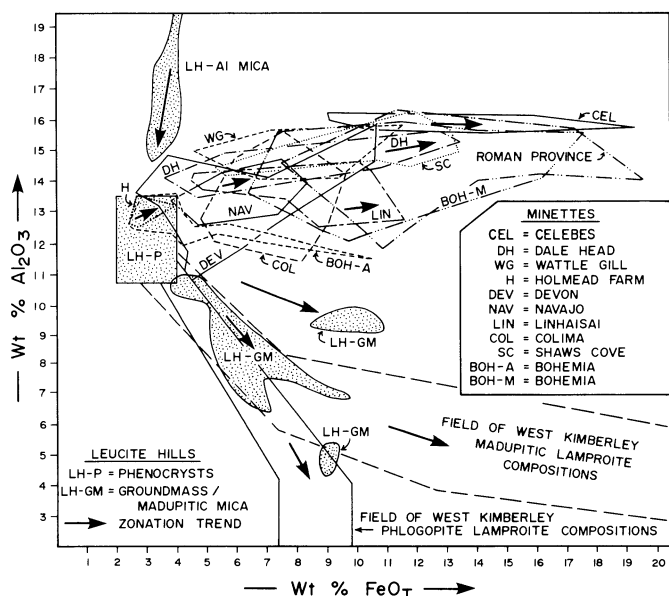 Wt % Al2O3
19
18
17
16
15
14
13
12
11
10
9
8
7
6
5
4
3
2
LH-Al MICA
WG
CEL
DH
DH
SC
ROMAN PROVINCE
H
NAV
LIN
BOH-M
LH-P
DEV
COL
BOH-A
LH-GM
LH-GM
LH-GM
MINETTES
CEL = CELEBES
DH = DALE HEAD
WG = WATTLE GILL
H = HOLMEAD FARM
DEV = DEVON
NAV = NAVAJO
LIN = LINHAISAI
COL = COLIMA
SC = SHAWS COVE
BOH-A = BOHEMIA
BOH-M = BOHEMIA
FIELD OF WEST KIMBERLEY
MADUPITIC LAMPROITE
COMPOSITIONS
LEUCITE HILLS
LH-P = PHENOCRYSTS
LH-GM = GROUNDMASS /
MADUPITIC MICA
ZONATION TREND
FIELD OF WEST KIMBERLEY
PHLOGOPITE LAMPROITE COMPOSITIONS
1 2 3 4 5 6 7 8 9 10 11 12 13 14 15 16 17 18 19 20
Wt % FeOT